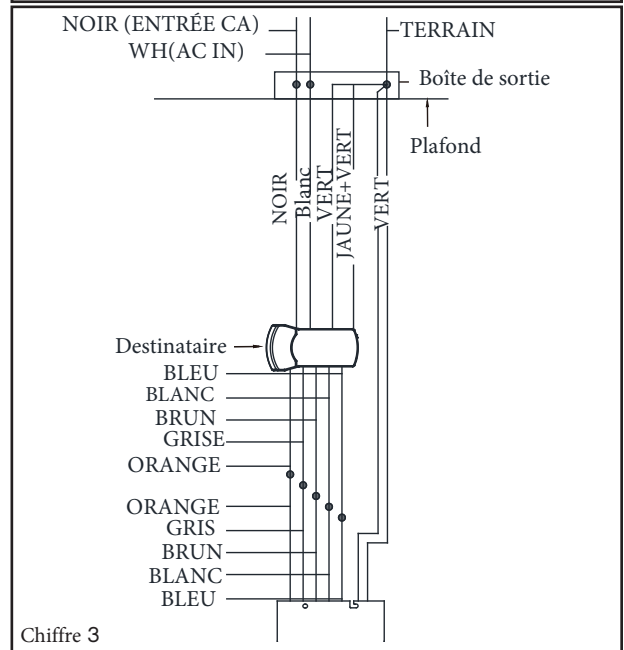 NOIR (ENTRÉE CA)
TERRAIN
WH(AC IN)
Boîte de sortie
Plafond
NOIR
Blanc
VERT
JAUNE+VERT
VERT
Destinataire
BLEU
BLANC
BRUN
GRISE
ORANGE
ORANGE
GRIS
BRUN
BLANC
BLEU
Chiffre 3